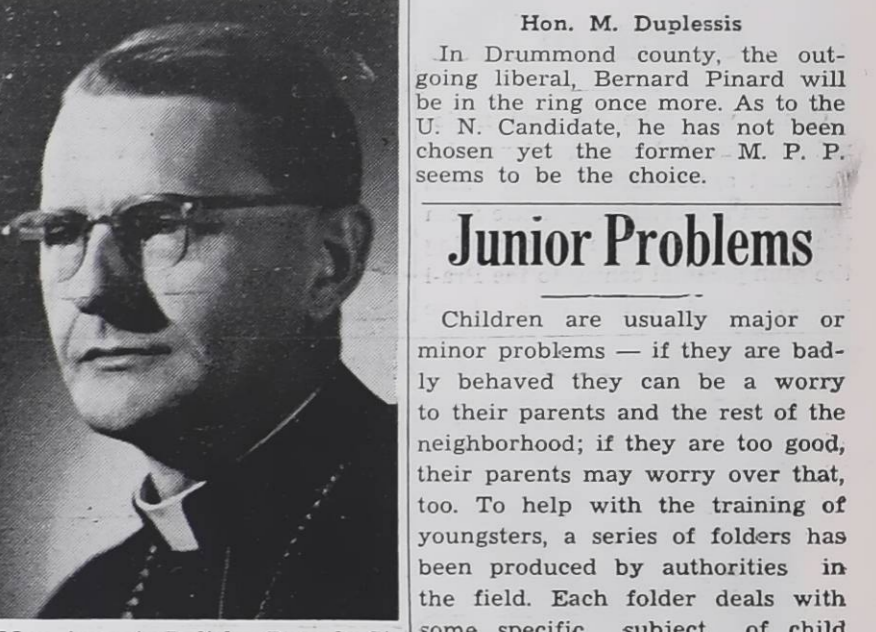 Hon. M. Duplessis
In Drummond county, the out-
going liberal, Bernard Pinard will
be in the ring once more. As to the
U. N. Candidate, he has not been
chosen yet the former M. P. P.
seems to be the choice.
Junior Problems
Children are usually major or
minor problems — if they are bad-
ly behaved they can be a worry
to their parents and the rest of the
neighborhood; if they are too good,
their parents may worry over that,
too. To help with the training of
youngsters, a series of folders has
been produced by authorities in
the field. Each folder deals with
some specific subject of child